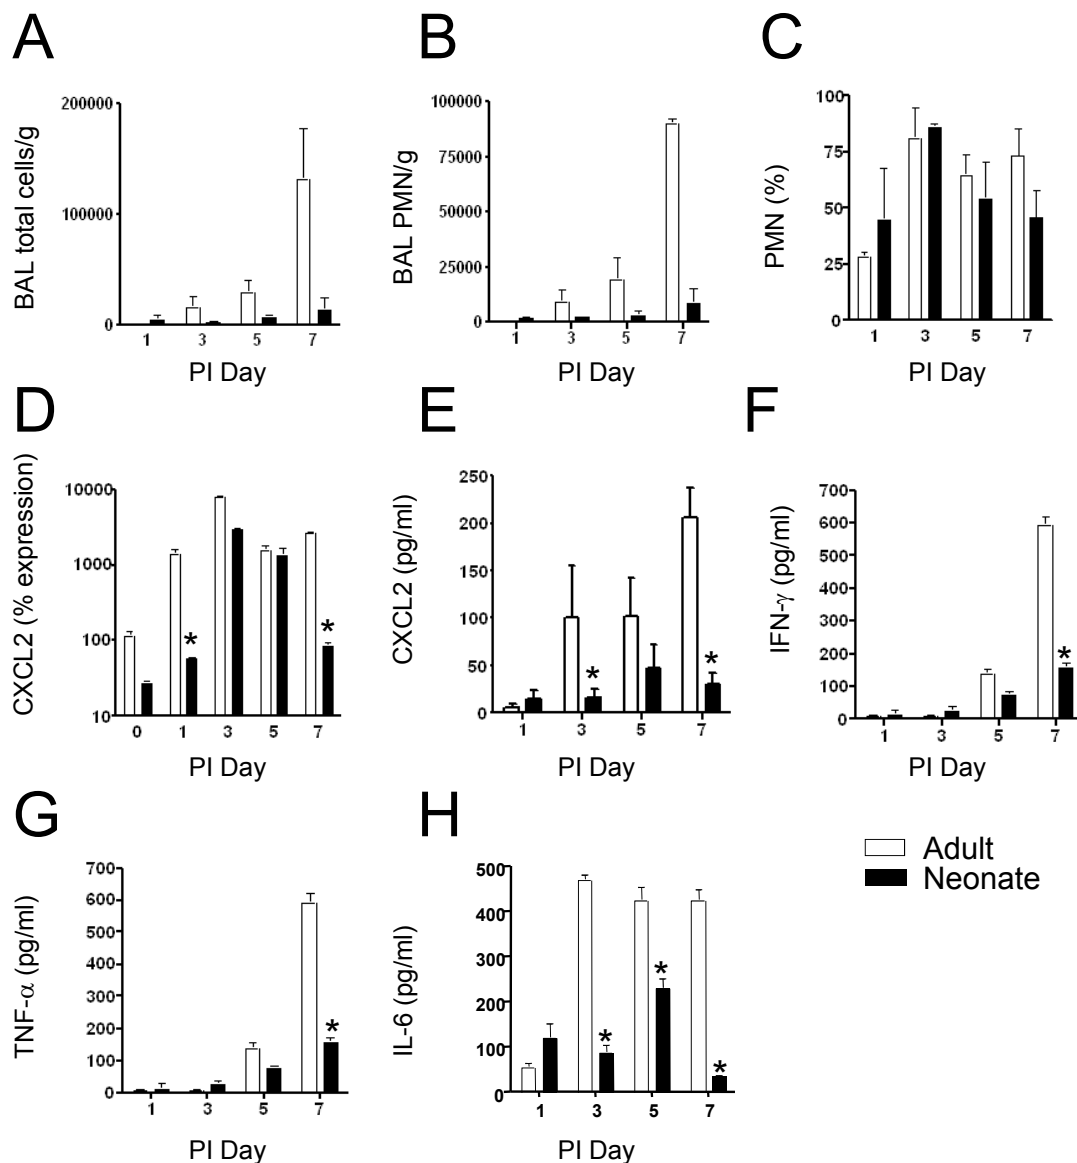 A
BAL total cells/g
200000
100000
0
1 3 5 7
PI Day
B
BAL PMN/g
100000
75000
50000
25000
0
1 3 5 7
PI Day
C
PMN (%)
100
75
50
25
0
1 3 5 7
PI Day
D
CXCL2 (% expression)
10000
1000
100
10
* *
0 1 3 5 7
PI Day
E
CXCL2 (pg/ml)
250
200
150
100
50
0
* *
1 3 5 7
PI Day
F
IFN-γ (pg/ml)
700
600
500
400
300
200
100
0
*
1 3 5 7
PI Day
G
TNF-α (pg/ml)
700
600
500
400
300
200
100
0
*
1 3 5 7
PI Day
H
IL-6 (pg/ml)
500
400
300
200
100
0
* * *
1 3 5 7
PI Day
Adult
Neonate